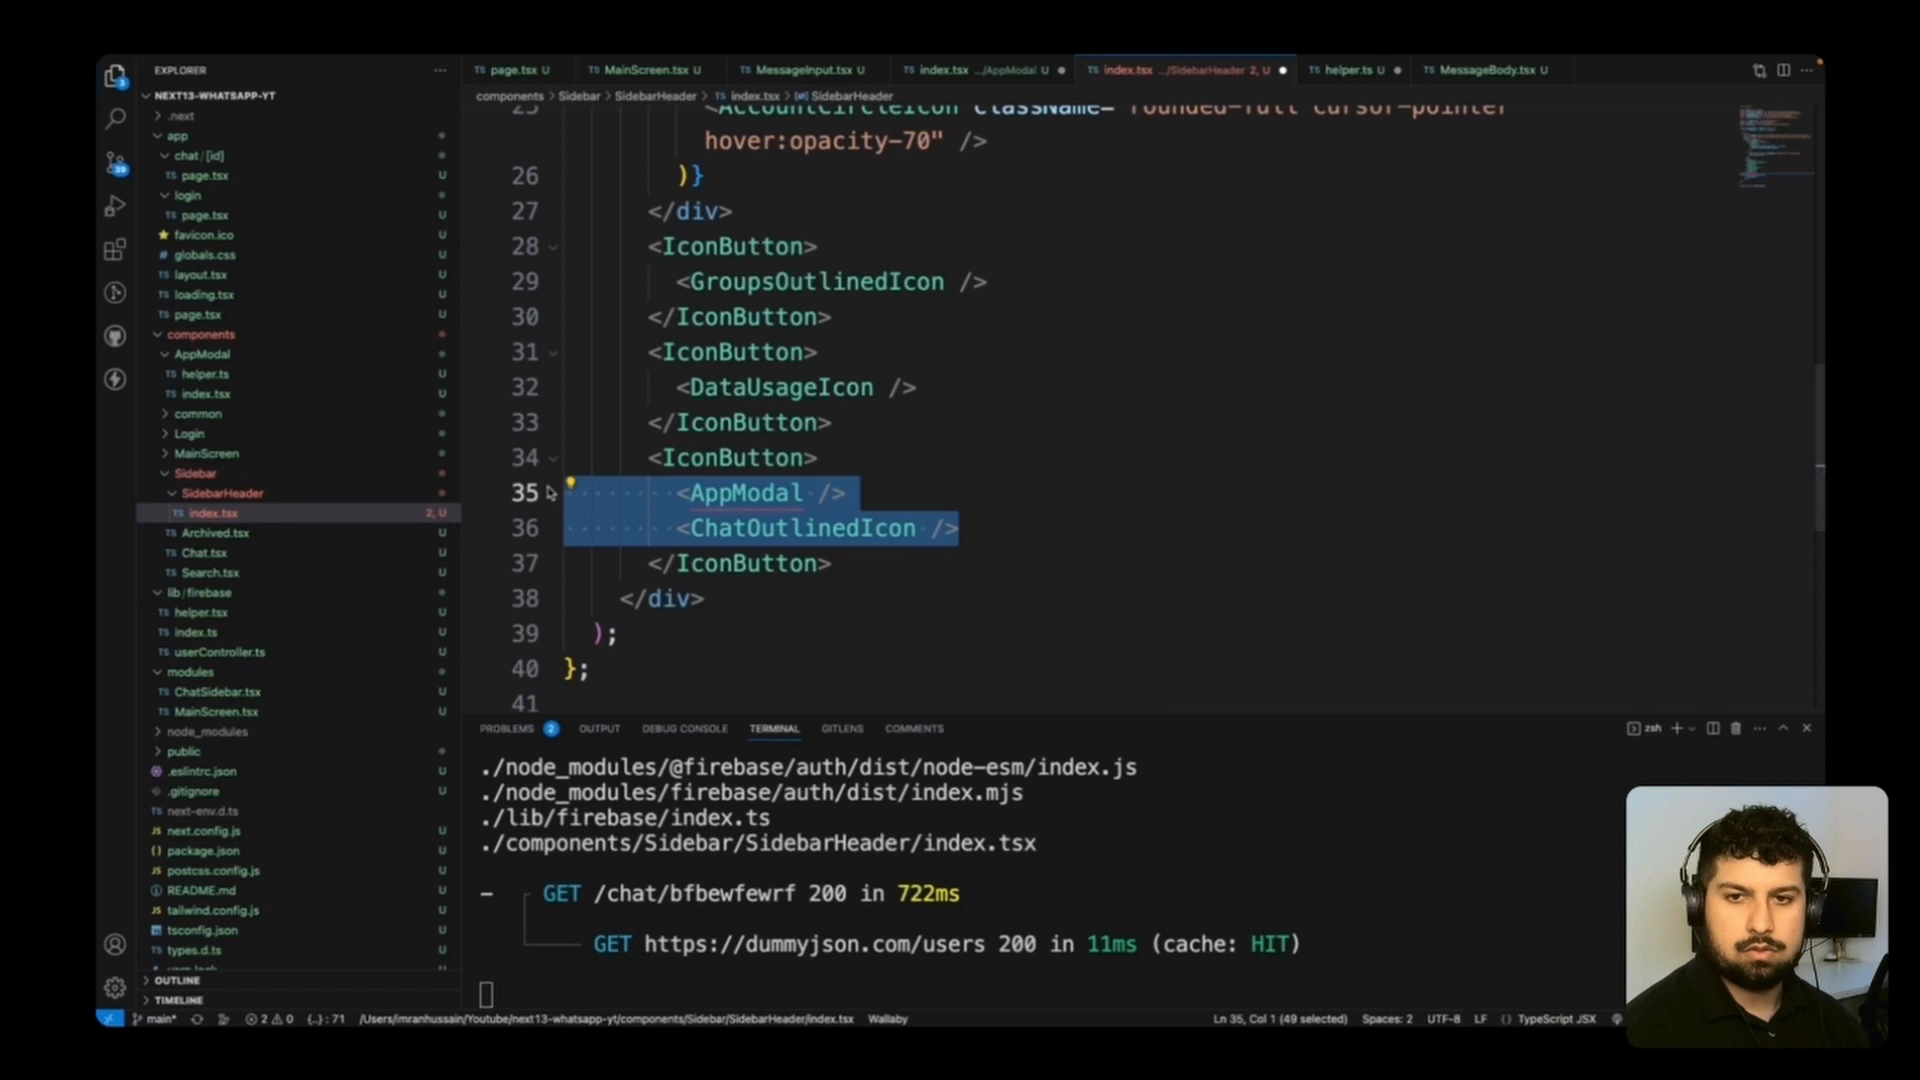 EXPLORER
NEXT13-WHATSAPP-YT
.next
app
chat/[id]
page.tsx U
login
page.tsx U
favicon.ico U
globals.css U
layout.tsx U
loading.tsx U
page.tsx U
components
AppModal
helper.ts U
index.tsx U
common
Login
MainScreen
Sidebar
SidebarHeader
index.tsx 2, U
Archived.tsx U
Chat.tsx U
Search.tsx U
lib/firebase
helper.tsx U
index.ts U
userController.ts U
modules
ChatSidebar.tsx U
MainScreen.tsx U
node_modules
public
.eslintrc.json U
.gitignore U
next-env.d.ts U
next.config.js U
package.json U
postcss.config.js U
README.md U
tailwind.config.js U
tsconfig.json U
types.d.ts U
OUTLINE
TIMELINE
page.tsx U
MainScreen.tsx U
MessageInput.tsx U
index.tsx .../AppModal U
index.tsx .../SidebarHeader 2, U
helper.ts U
MessageBody.tsx U
components > Sidebar > SidebarHeader > index.tsx > SidebarHeader
25 <AccountCircleIcon className="rounded-full cursor-pointer
hover:opacity-70" />
26 )}
27 </div>
28 <IconButton>
29 <GroupsOutlinedIcon />
30 </IconButton>
31 <IconButton>
32 <DataUsageIcon />
33 </IconButton>
34 <IconButton>
35 <AppModal />
36 <ChatOutlinedIcon />
37 </IconButton>
38 </div>
39 );
40 };
41
PROBLEMS 2 OUTPUT DEBUG CONSOLE TERMINAL GITLENS COMMENTS
zsh
./node_modules/@firebase/auth/dist/node-esm/index.js
./node_modules/firebase/auth/dist/index.mjs
./lib/firebase/index.ts
./components/Sidebar/SidebarHeader/index.tsx
- GET /chat/bfbewfewrf 200 in 722ms
GET https://dummyjson.com/users 200 in 11ms (cache: HIT)
main* 2 0 {..} : 71 /Users/imranhussain/Youtube/next13-whatsapp-yt/components/Sidebar/SidebarHeader/index.tsx Wallaby
Ln 35, Col 1 (49 selected) Spaces: 2 UTF-8 LF {} TypeScript JSX